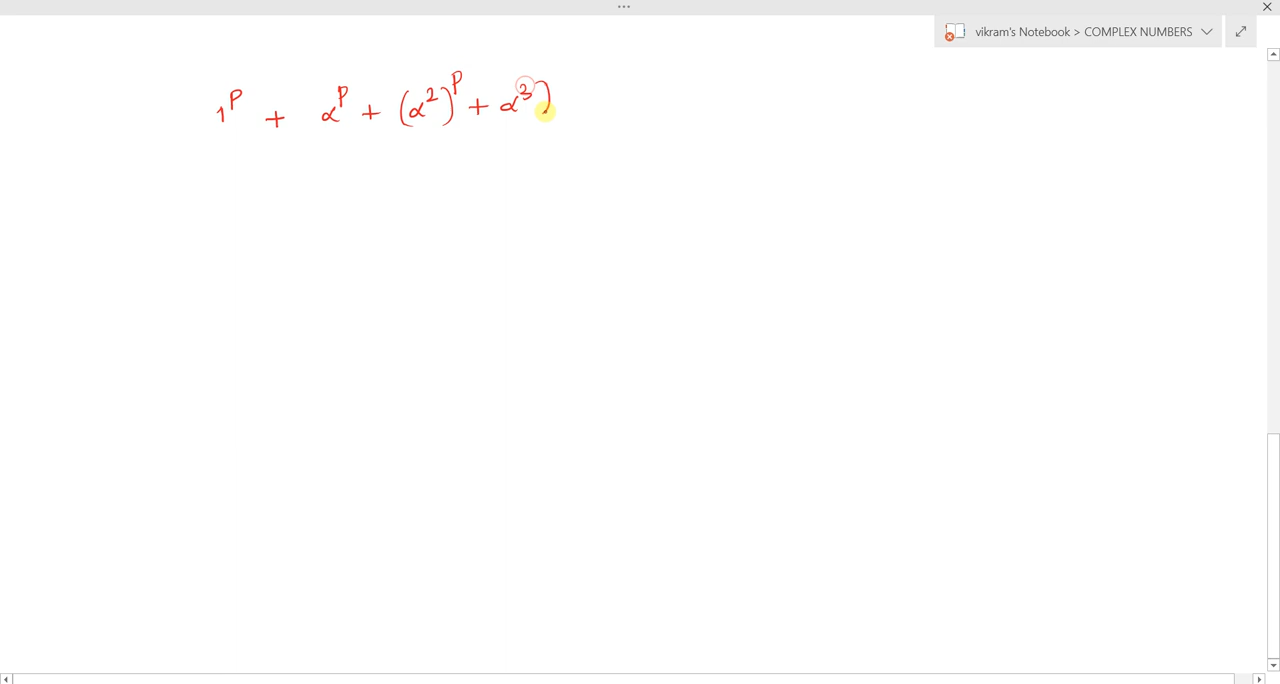 vikram's Notebook > COMPLEX NUMBERS
1^p + α^p + (α^2)^p + α^3)